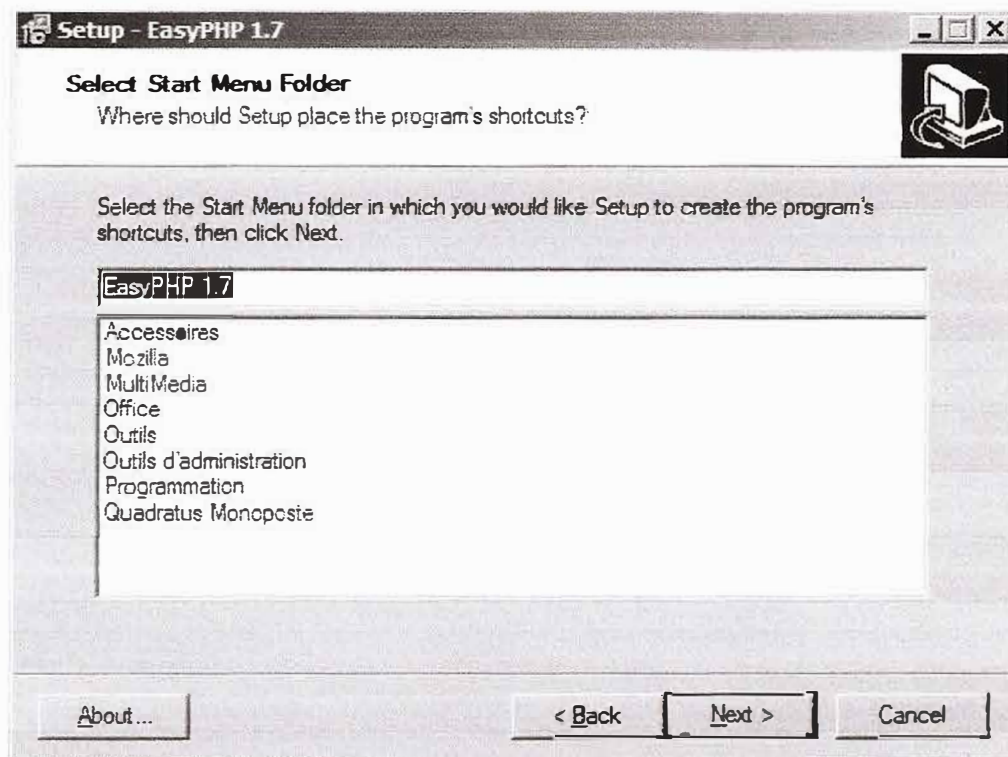 Setup - EasyPHP 1.7
Select Start Menu Folder
Where should Setup place the program's shortcuts?
Select the Start Menu folder in which you would like Setup to create the program's
shortcuts, then click Next.
EasyPHP 1.7
Accessoires
Mozilla
MultiMedia
Office
Outils
Outils d'administration
Programmation
Quadratus Monoposte
About...
< Back
Next >
Cancel